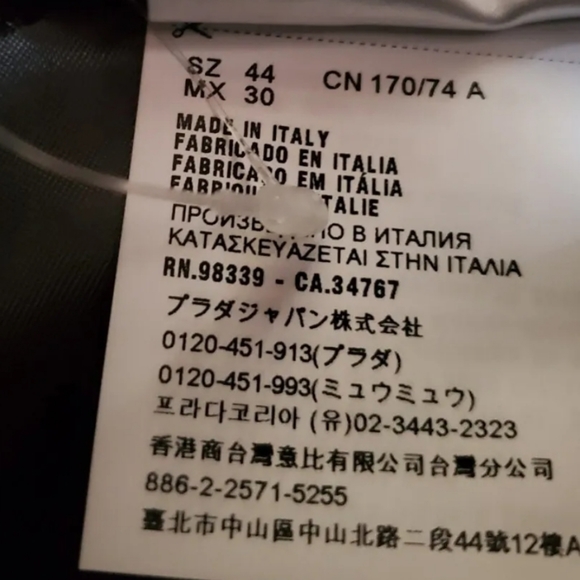 SZ 44 CN 170/74 A
MX 30
MADE IN ITALY
FABRICADO EN ITALIA
FABRICADO EM ITÁLIA
ПРОИЗВЕДЕНО В ИТАЛИЯ
ΚΑΤΑΣΚΕΥΑΖΕΤΑΙ ΣΤΗΝ ΙΤΑΛΙΑ
RN.98339 - CA.34767
プラダジャパン株式会社
0120-451-913(プラダ)
0120-451-993(ミュウミュウ)
프라다코리아 (유)02-3443-2323
香港商台灣意比有限公司台灣分公司
886-2-2571-5255
臺北市中山區中山北路二段44號12樓A